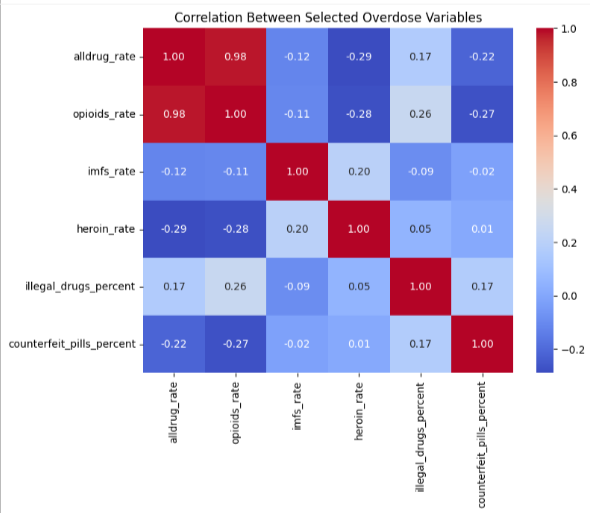 Correlation Between Selected Overdose Variables
alldrug_rate 1.00 0.98 -0.12 -0.29 0.17 -0.22
opioids_rate 0.98 1.00 -0.11 -0.28 0.26 -0.27
imfs_rate -0.12 -0.11 1.00 0.20 -0.09 -0.02
heroin_rate -0.29 -0.28 0.20 1.00 0.05 0.01
illegal_drugs_percent 0.17 0.26 -0.09 0.05 1.00 0.17
counterfeit_pills_percent -0.22 -0.27 -0.02 0.01 0.17 1.00
alldrug_rate
opioids_rate
imfs_rate
heroin_rate
illegal_drugs_percent
counterfeit_pills_percent
1.0
0.8
0.6
0.4
0.2
0.0
−0.2